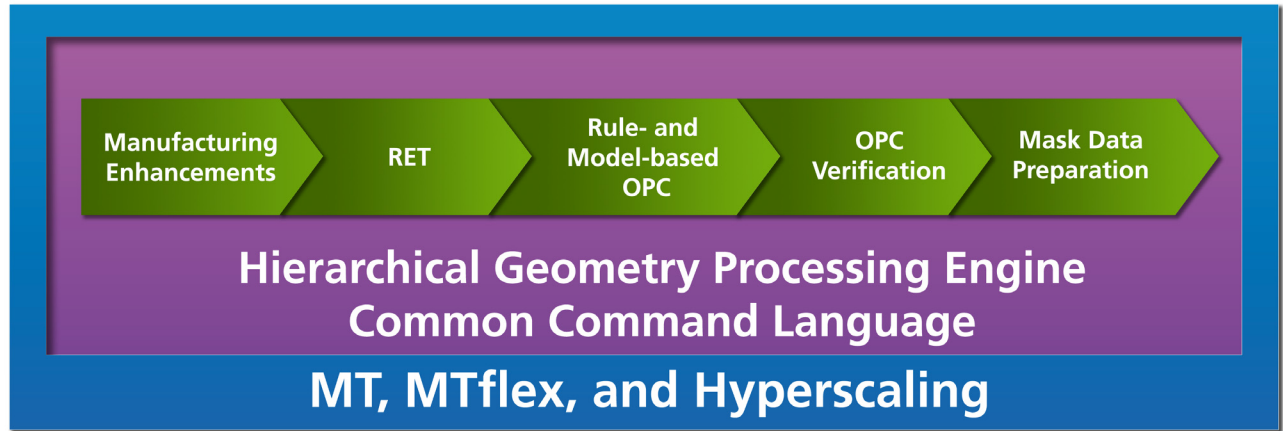 Manufacturing
Enhancements
RET
Rule- and
Model-based
OPC
OPC
Verification
Mask Data
Preparation
Hierarchical Geometry Processing Engine
Common Command Language
MT, MTflex, and Hyperscaling